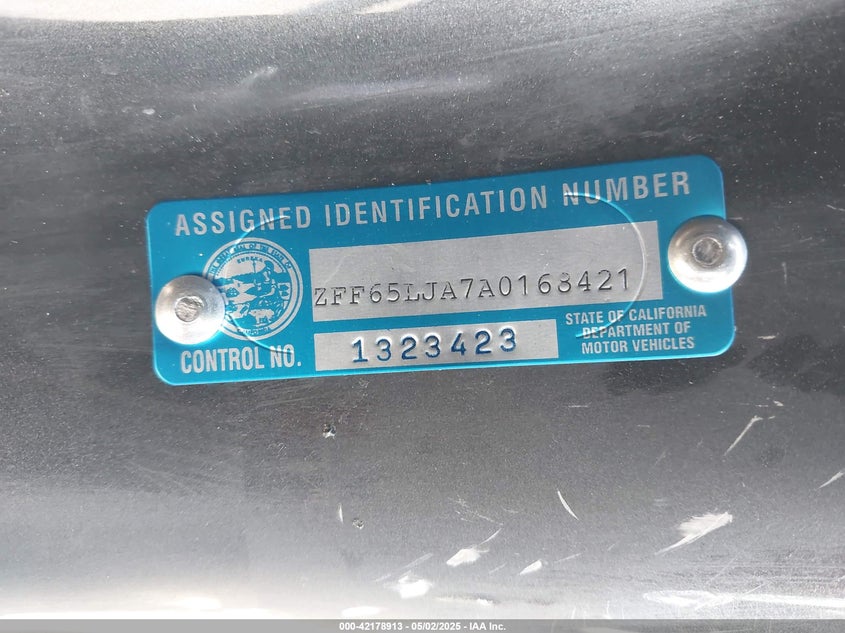 ASSIGNED IDENTIFICATION NUMBER
EUREKA
ZFF65LJA7A0168421
CONTROL NO.
1323423
STATE OF CALIFORNIA
DEPARTMENT OF
MOTOR VEHICLES
000-42178913 - 05/02/2025 - IAA Inc.